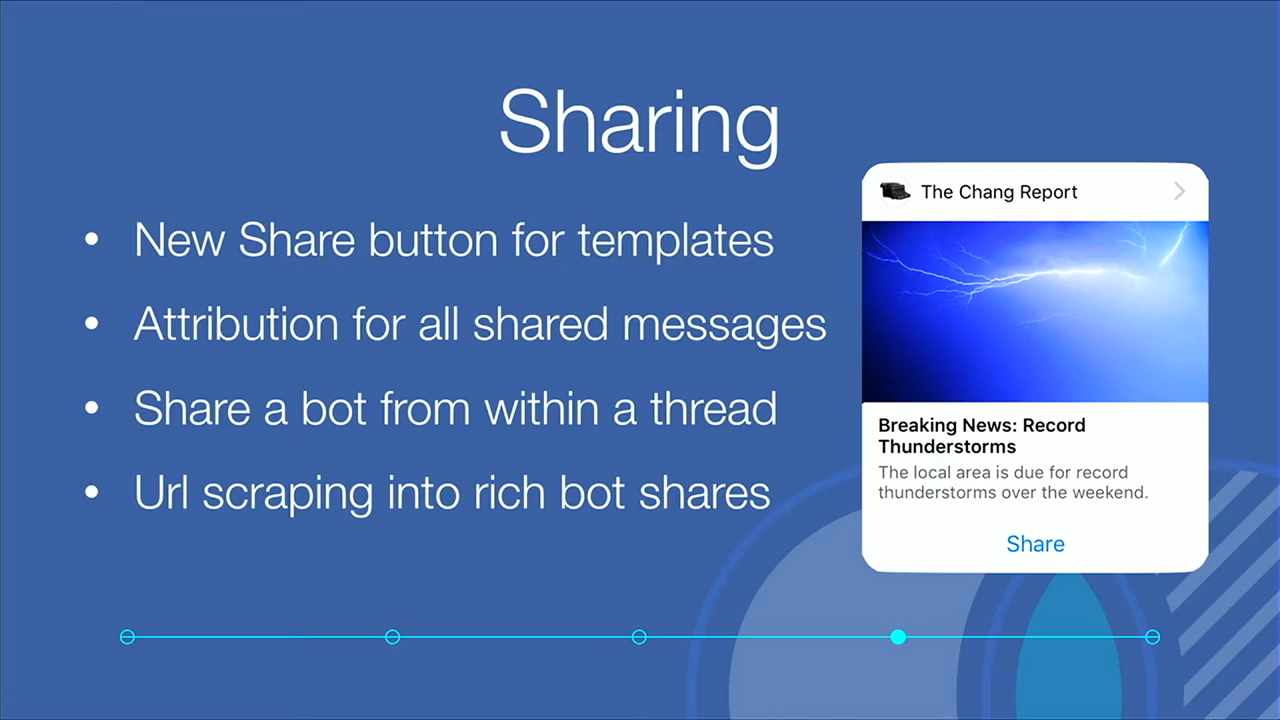 Sharing
• New Share button for templates
• Attribution for all shared messages
• Share a bot from within a thread
• Url scraping into rich bot shares
The Chang Report
Breaking News: Record
Thunderstorms
The local area is due for record
thunderstorms over the weekend.
Share